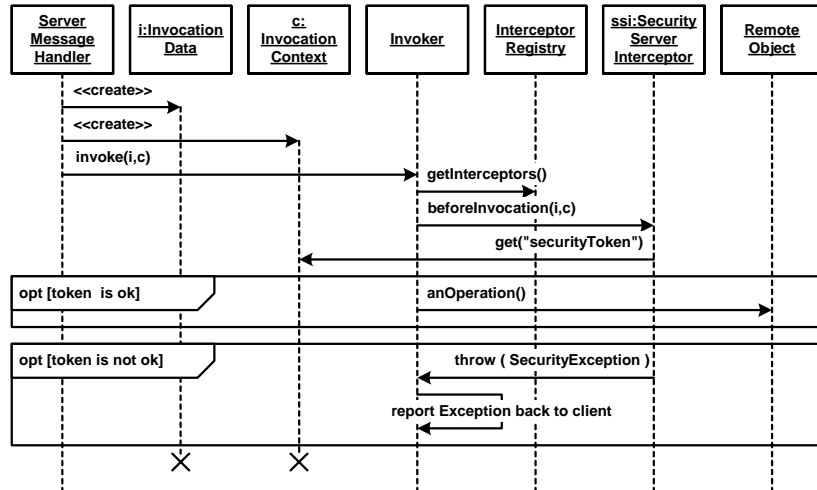 Server
Message
Handler
i:Invocation
Data
c:
Invocation
Context
Invoker
Interceptor
Registry
ssi:Security
Server
Interceptor
Remote
Object
<<create>>
<<create>>
invoke(i,c)
getInterceptors()
beforeInvocation(i,c)
get("securityToken")
opt [token is ok]
anOperation()
opt [token is not ok]
throw ( SecurityException )
report Exception back to client